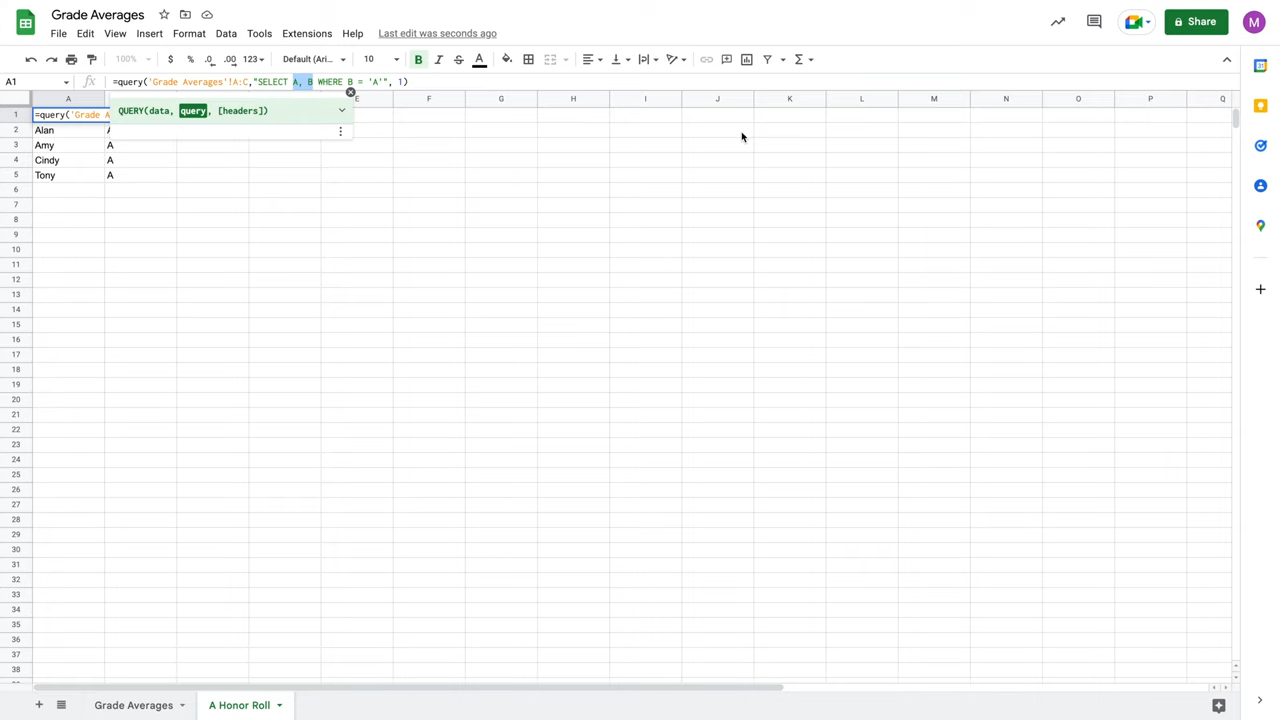 Grade Averages
File Edit View Insert Format Data Tools Extensions Help Last edit was seconds ago
Share M
100% $ % .0 .00 123 Default (Ari... 10 B I S A
A1 fx =query('Grade Averages'!A:C,"SELECT A, B WHERE B = 'A'", 1)
A E F G H I J K L M N O P Q
QUERY(data, query, [headers])
1 =query('Grade A
2 Alan A
3 Amy A
4 Cindy A
5 Tony A
6
7
8
9
10
11
12
13
14
15
16
17
18
19
20
21
22
23
24
25
26
27
28
29
30
31
32
33
34
35
36
37
38
Grade Averages A Honor Roll